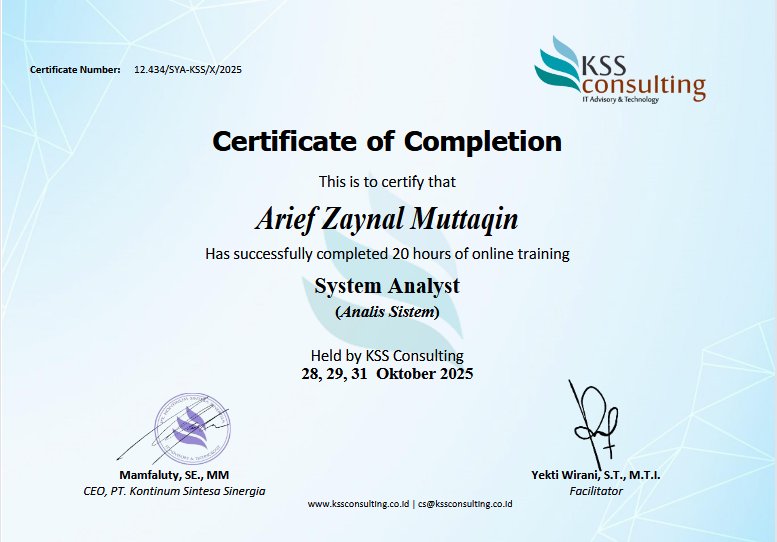 Certificate Number: 12.434/SYA-KSS/X/2025
KSS
consulting
IT Advisory & Technology
Certificate of Completion
This is to certify that
Arief Zaynal Muttaqin
Has successfully completed 20 hours of online training
System Analyst
(Analis Sistem)
Held by KSS Consulting
28, 29, 31 Oktober 2025
Mamfaluty, SE., MM
CEO, PT. Kontinum Sintesa Sinergia
Yekti Wirani, S.T., M.T.I.
Facilitator
www.kssconsulting.co.id | cs@kssconsulting.co.id